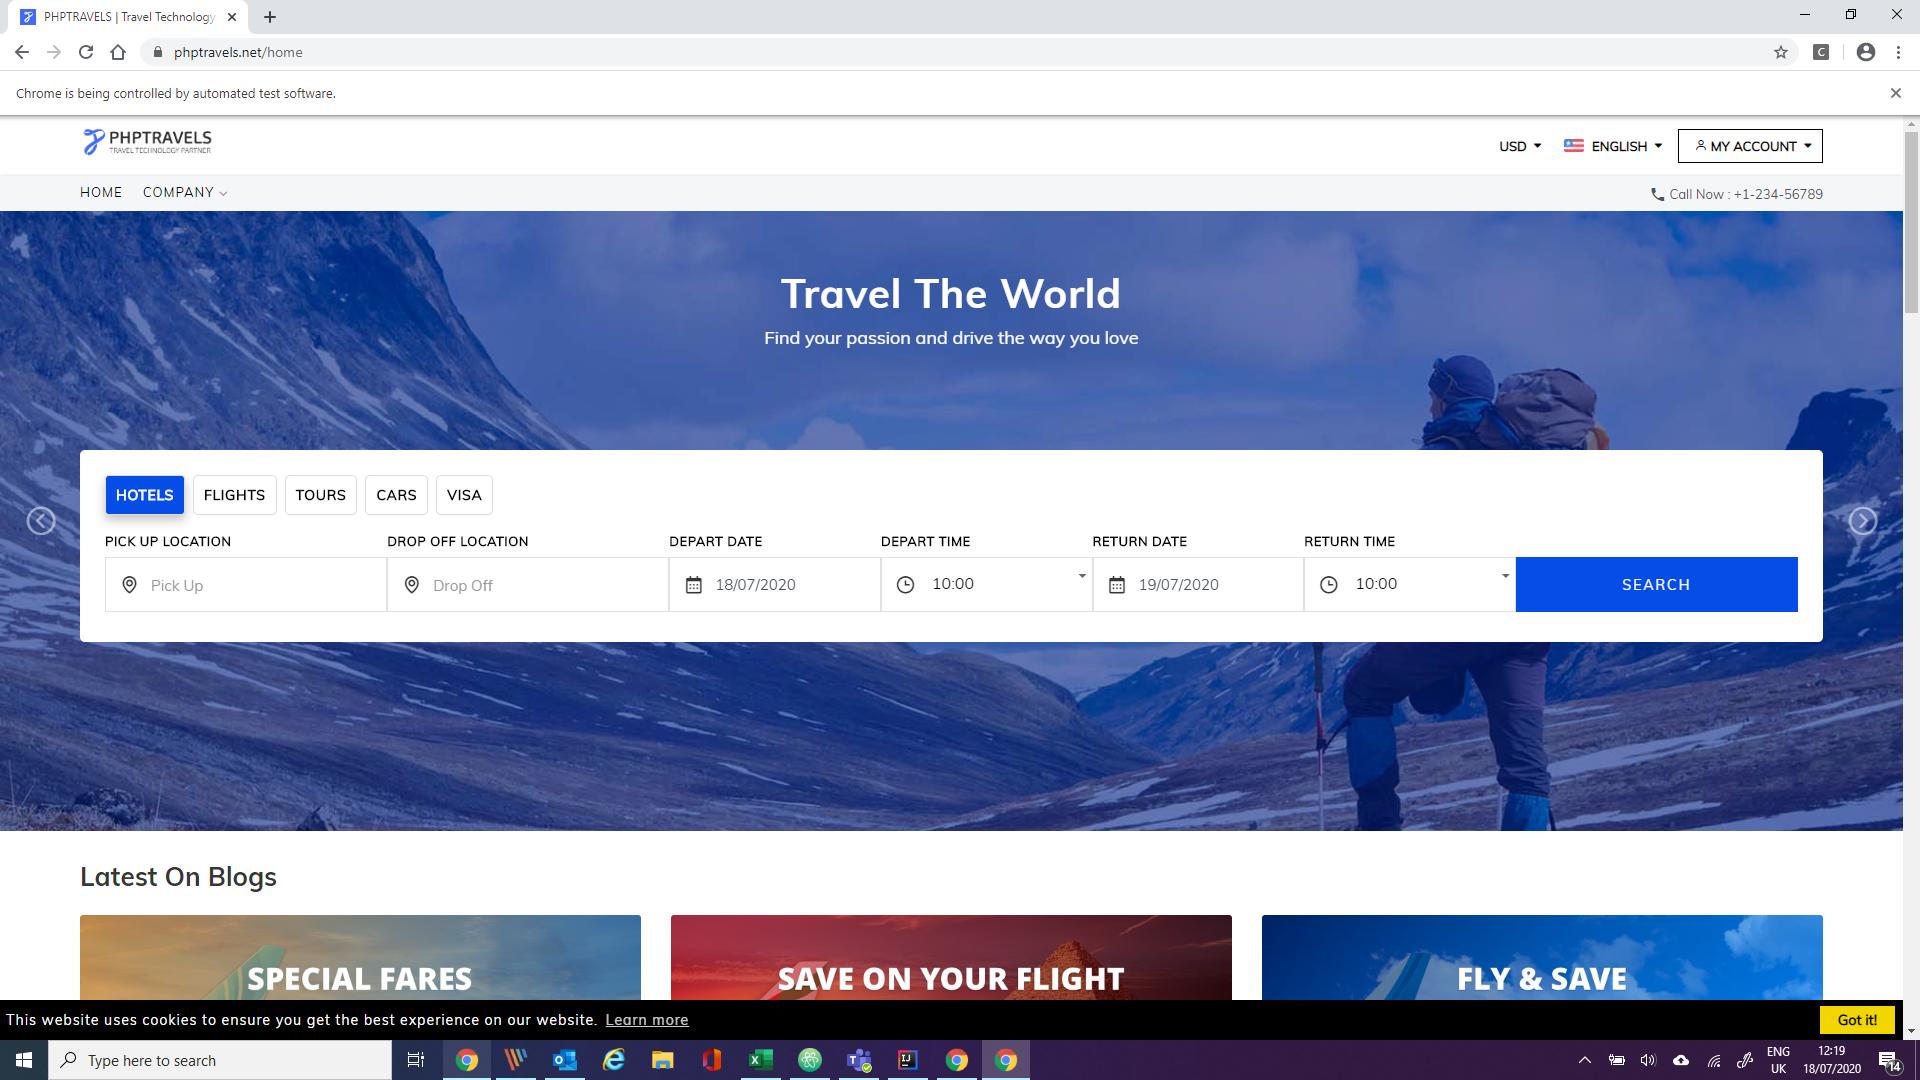 PHPTRAVELS | Travel Technology
phptravels.net/home
Chrome is being controlled by automated test software.
PHPTRAVELS
TRAVEL TECHNOLOGY PARTNER
USD
ENGLISH
MY ACCOUNT
HOME
COMPANY
Call Now : +1-234-56789
Travel The World
Find your passion and drive the way you love
HOTELS
FLIGHTS
TOURS
CARS
VISA
PICK UP LOCATION
DROP OFF LOCATION
DEPART DATE
DEPART TIME
RETURN DATE
RETURN TIME
Pick Up
Drop Off
18/07/2020
10:00
19/07/2020
10:00
SEARCH
Latest On Blogs
SPECIAL FARES
SAVE ON YOUR FLIGHT
FLY & SAVE
This website uses cookies to ensure you get the best experience on our website. Learn more
Got it!
Type here to search
ENG
UK
12:19
18/07/2020
14